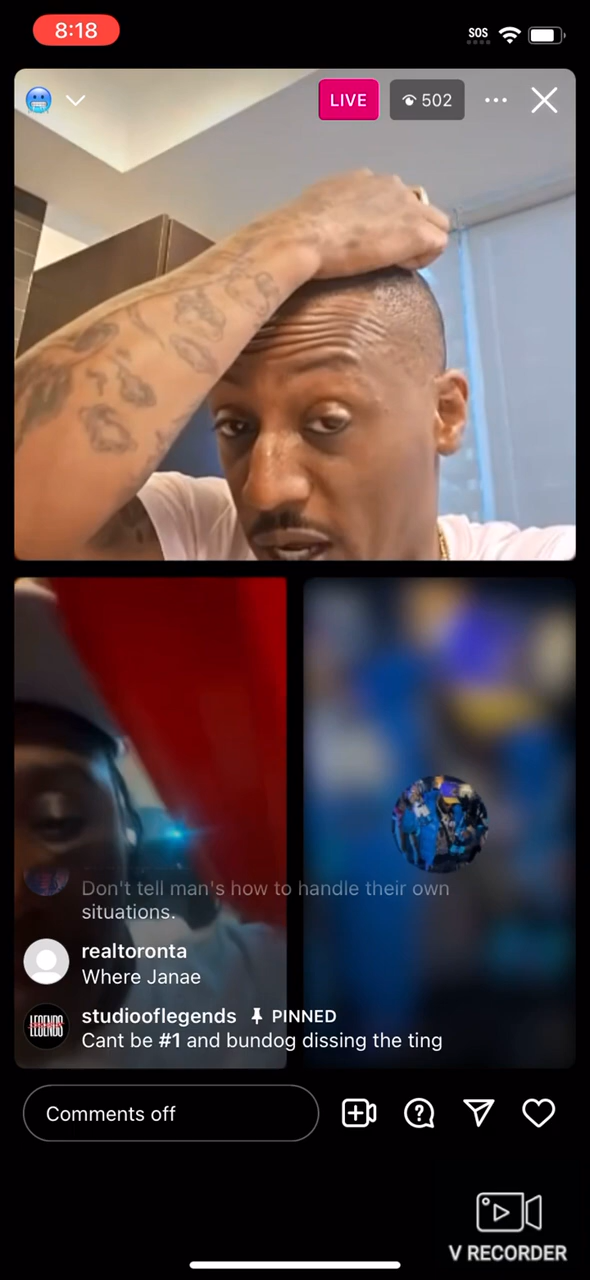 8:18
SOS
LIVE
502
Don't tell man's how to handle their own
situations.
realtoronta
Where Janae
LEGENDS
studiooflegends PINNED
Cant be #1 and bundog dissing the ting
Comments off
V RECORDER